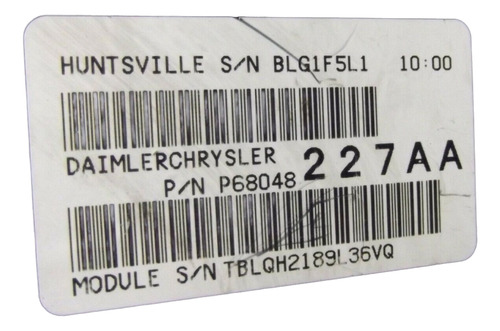 HUNTSVILLE S/N BLG1F5L1 10:00
DAIMLERCHRYSLER
P/N P68048 227AA
MODULE S/N TBLQH2189L36VQ